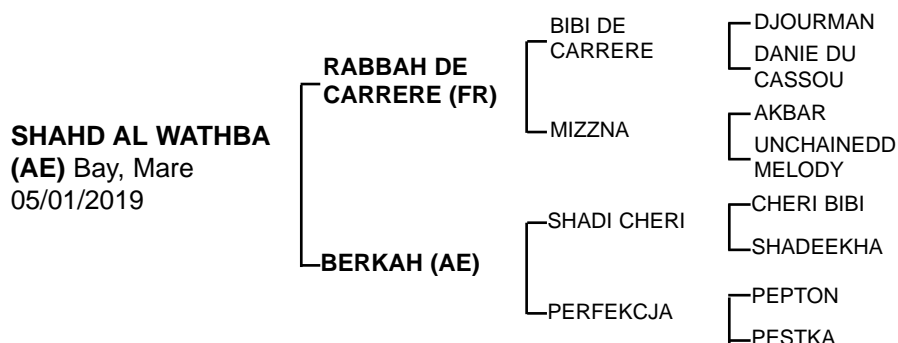 SHAHD AL WATHBA
(AE) Bay, Mare
05/01/2019
RABBAH DE
CARRERE (FR)
BERKAH (AE)
BIBI DE
CARRERE
MIZZNA
SHADI CHERI
PERFEKCJA
DJOURMAN
DANIE DU
CASSOU
AKBAR
UNCHAINEDD
MELODY
CHERI BIBI
SHADEEKHA
PEPTON
PESTKA